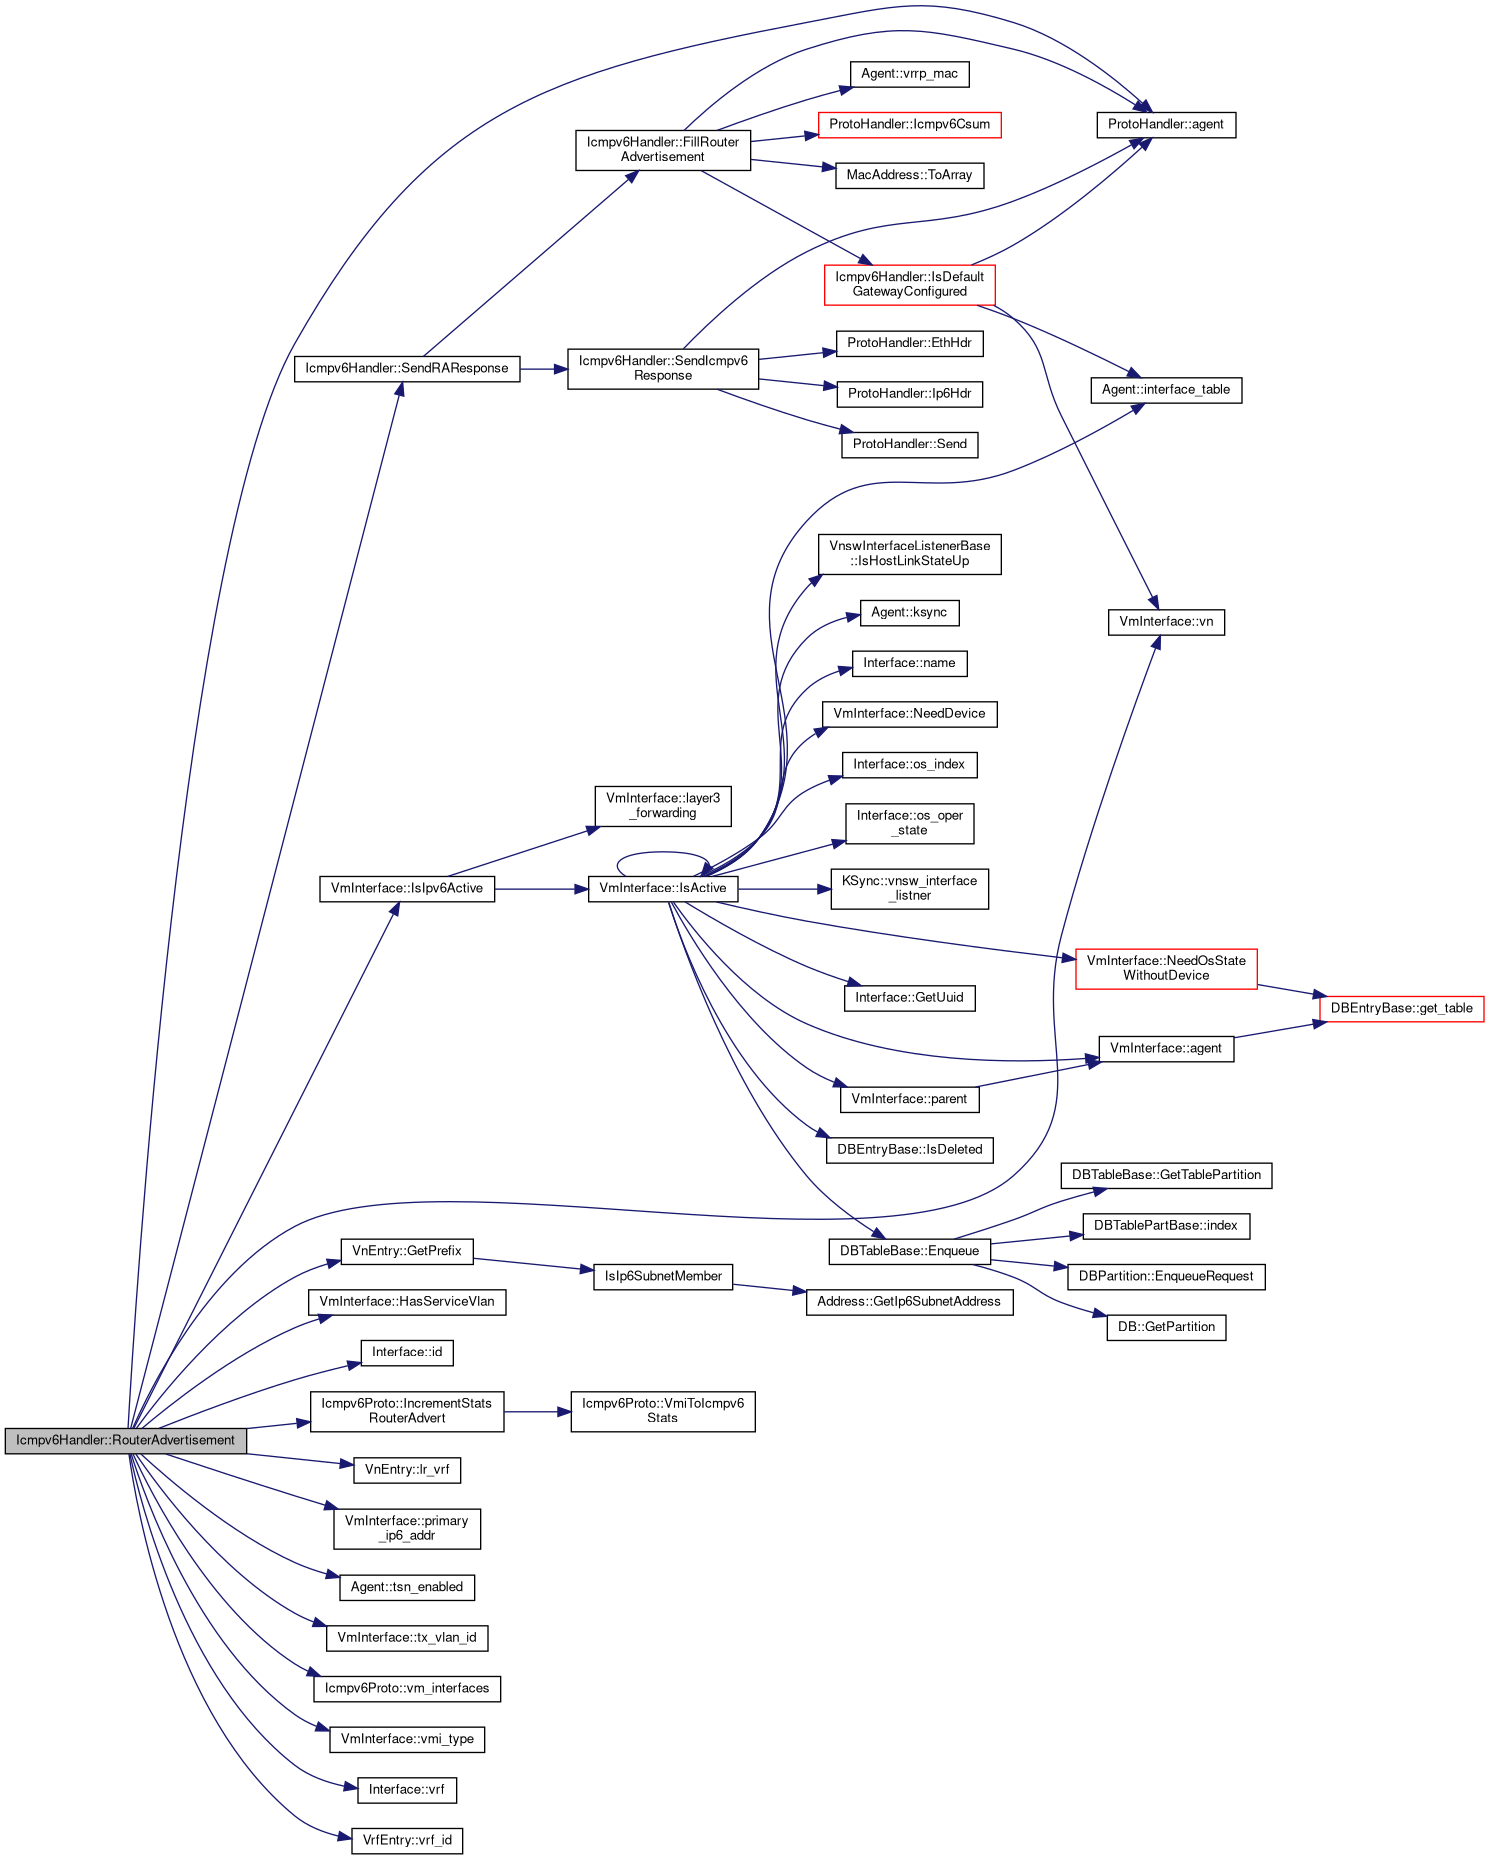 Agent::vrrp_mac
ProtoHandler::Icmpv6Csum
ProtoHandler::agent
Icmpv6Handler::FillRouter
Advertisement
MacAddress::ToArray
Icmpv6Handler::IsDefault
GatewayConfigured
ProtoHandler::EthHdr
Icmpv6Handler::SendRAResponse
Icmpv6Handler::SendIcmpv6
Response
ProtoHandler::Ip6Hdr
Agent::interface_table
ProtoHandler::Send
VnswInterfaceListenerBase
::IsHostLinkStateUp
Agent::ksync
VmInterface::vn
Interface::name
VmInterface::NeedDevice
Interface::os_index
VmInterface::layer3
_forwarding
Interface::os_oper
_state
VmInterface::IsIpv6Active
VmInterface::IsActive
KSync::vnsw_interface
_listner
VmInterface::NeedOsState
WithoutDevice
Interface::GetUuid
DBEntryBase::get_table
VmInterface::agent
VmInterface::parent
DBEntryBase::IsDeleted
DBTableBase::GetTablePartition
DBTablePartBase::index
VnEntry::GetPrefix
DBTableBase::Enqueue
IsIp6SubnetMember
DBPartition::EnqueueRequest
VmInterface::HasServiceVlan
Address::GetIp6SubnetAddress
DB::GetPartition
Interface::id
Icmpv6Proto::IncrementStats
RouterAdvert
Icmpv6Proto::VmiToIcmpv6
Stats
Icmpv6Handler::RouterAdvertisement
VnEntry::lr_vrf
VmInterface::primary
_ip6_addr
Agent::tsn_enabled
VmInterface::tx_vlan_id
Icmpv6Proto::vm_interfaces
VmInterface::vmi_type
Interface::vrf
VrfEntry::vrf_id